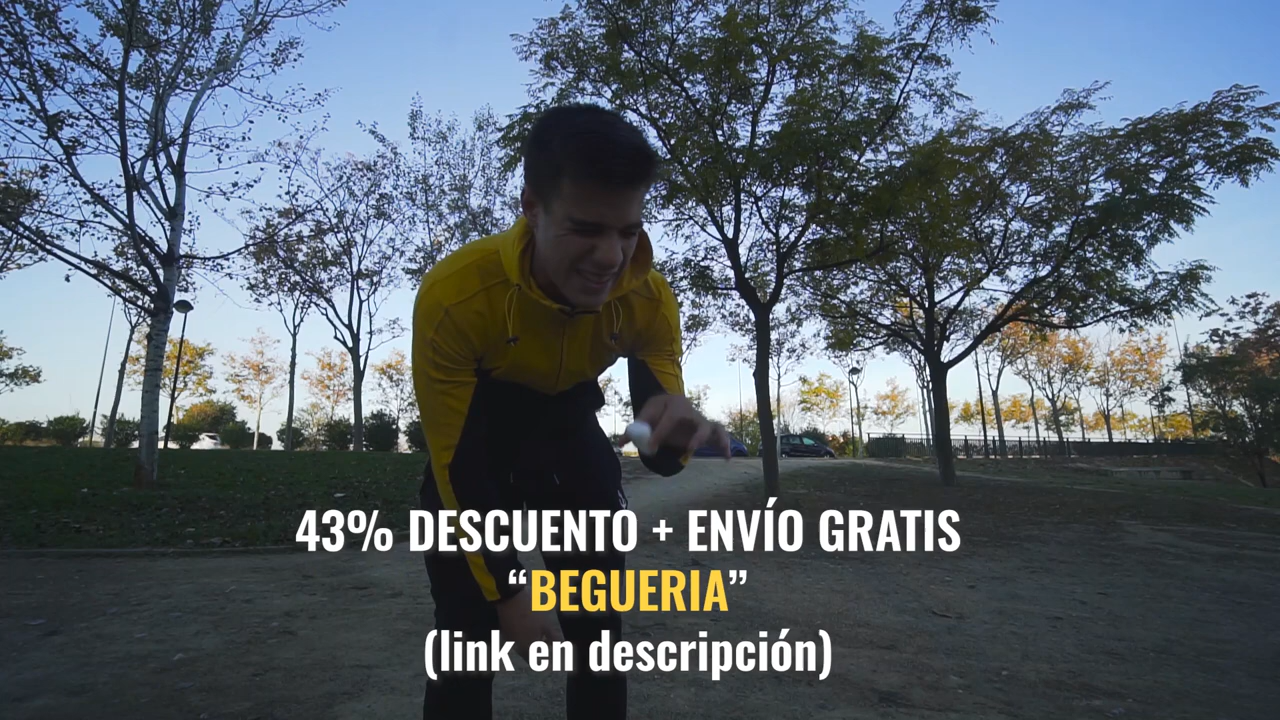 43% DESCUENTO + ENVÍO GRATIS
“BEGUERIA”
(link en descripción)